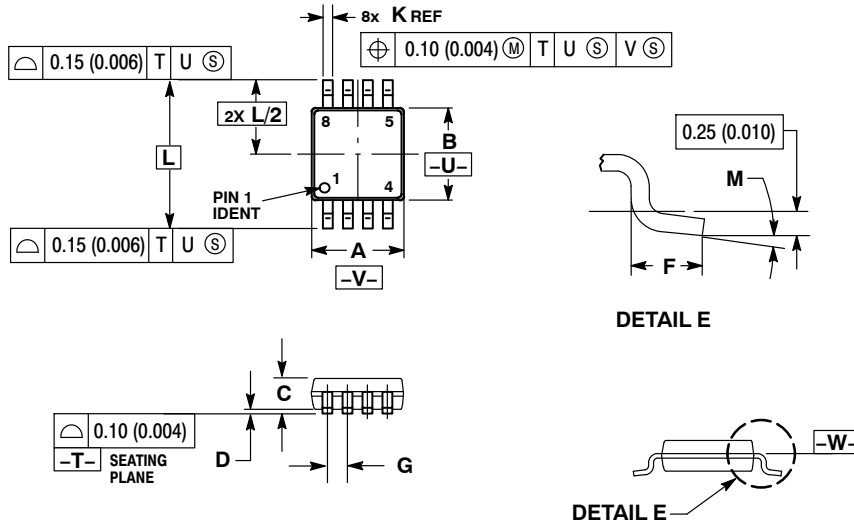 8x K REF
⌖ 0.10 (0.004) Ⓜ T U Ⓢ V Ⓢ
⌓ 0.15 (0.006) T U Ⓢ
2X L/2
8 5
L
B
–U–
0.25 (0.010)
M
PIN 1
IDENT
1
4
⌓ 0.15 (0.006) T U Ⓢ
A
–V–
F
DETAIL E
C
⌓ 0.10 (0.004)
–T– SEATING
PLANE
D
G
–W–
DETAIL E